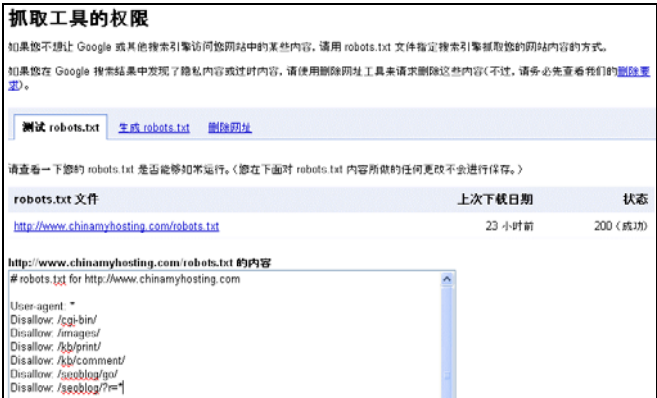 抓取工具的权限
如果您不想让 Google 或其他搜索引擎访问您网站中的某些内容，请用 robots.txt 文件指定搜索引擎抓取您的网站内容的方式。
如果您在 Google 搜索结果中发现了隐私内容或过时内容，请使用删除网址工具来请求删除这些内容(不过，请务必先查看我们的删除要
求)。
测试 robots.txt 生成 robots.txt 删除网址
请查看一下您的 robots.txt 是否能够如常运行。（您在下面对 robots.txt 内容所做的任何更改不会进行保存。）
robots.txt 文件 上次下载日期 状态
http://www.chinamyhosting.com/robots.txt 23 小时前 200 (成功)
http://www.chinamyhosting.com/robots.txt 的内容
# robots.txt for http://www.chinamyhosting.com
User-agent: *
Disallow: /cgi-bin/
Disallow: /images/
Disallow: /kb/print/
Disallow: /kb/comment/
Disallow: /seoblog/go/
Disallow: /seoblog/?r=*